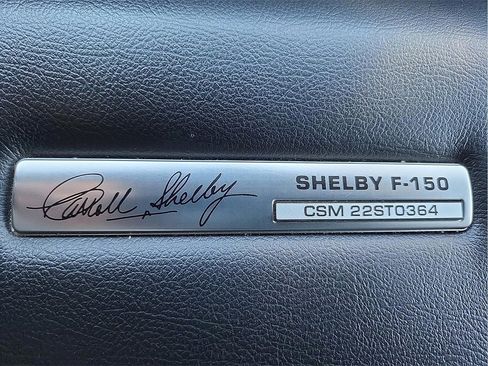 Carroll Shelby
SHELBY F-150
CSM 22ST0364